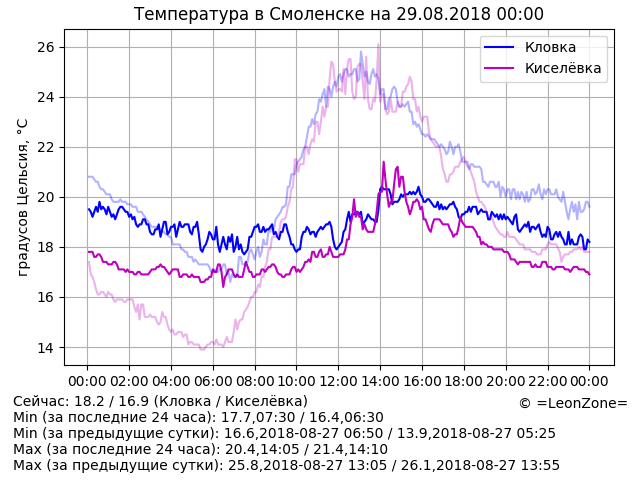 Температура в Смоленске на 29.08.2018 00:00
Кловка
Киселёвка
градусов Цельсия, °C
26
24
22
20
18
16
14
00:00 02:00 04:00 06:00 08:00 10:00 12:00 14:00 16:00 18:00 20:00 22:00 00:00
Сейчас: 18.2 / 16.9 (Кловка / Киселёвка)
© =LeonZone=
Min (за последние 24 часа): 17.7,07:30 / 16.4,06:30
Min (за предыдущие сутки): 16.6,2018-08-27 06:50 / 13.9,2018-08-27 05:25
Max (за последние 24 часа): 20.4,14:05 / 21.4,14:10
Max (за предыдущие сутки): 25.8,2018-08-27 13:05 / 26.1,2018-08-27 13:55